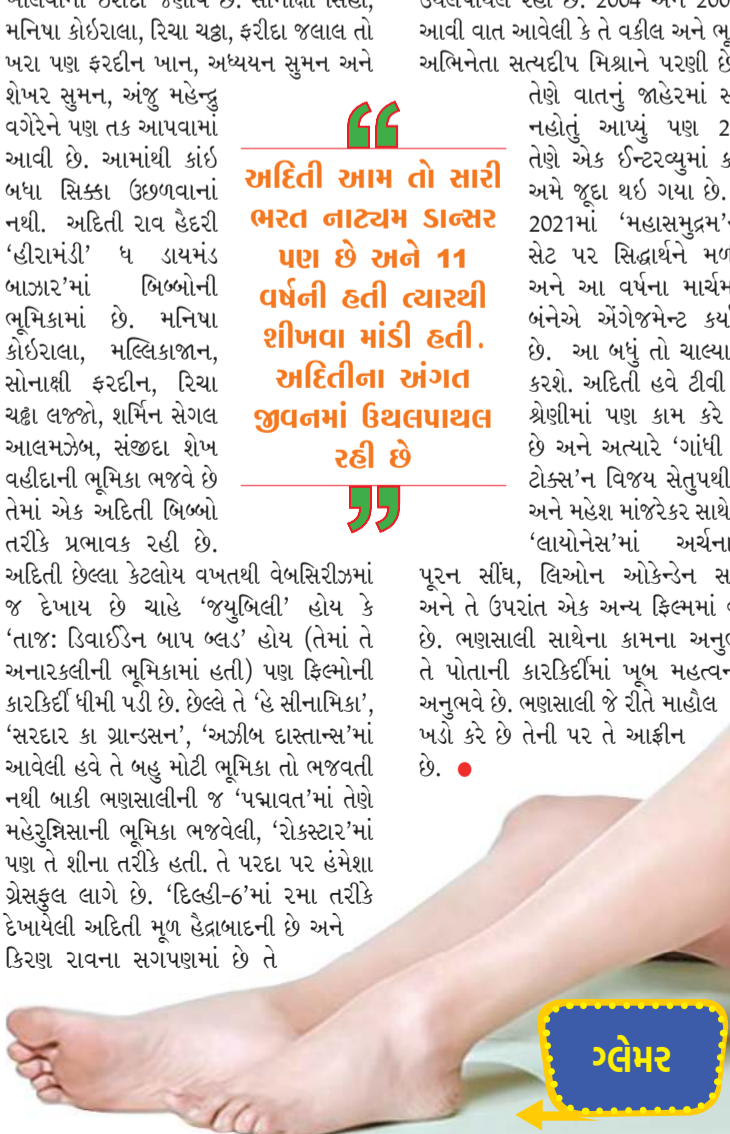 મનિષા કોઇરાલા, રિચા ચઢ્ઢા, ફરીદા જલાલ તો
ખરા પણ ફરદીન ખાન, અધ્યયન સુમન અને
શેખર સુમન, અંજુ મહેન્દ્રુ
વગેરેને પણ તક આપવામાં
આવી છે. આમાંથી કાંઇ
બધા સિક્કા ઉછળવાનાં
નથી. અદિતી રાવ હૈદરી
‘હીરામંડી’ ધ ડાયમંડ
બાઝાર’માં બિબ્બોની
ભૂમિકામાં છે. મનિષા
કોઇરાલા, મલ્લિકાજાન,
સોનાક્ષી ફરદીન, રિચા
ચઢ્ઢા લજ્જો, શર્મિન સેગલ
આલમઝેબ, સંજીદા શેખ
વહીદાની ભૂમિકા ભજવે છે
તેમાં એક અદિતી બિબ્બો
તરીકે પ્રભાવક રહી છે.
અદિતી છેલ્લા કેટલોય વખતથી વેબસિરીઝમાં
જ દેખાય છે ચાહે ‘જયુબિલી’ હોય કે
‘તાજ: ડિવાઈડેન બાપ બ્લડ’ હોય (તેમાં તે
અનારકલીની ભૂમિકામાં હતી) પણ ફિલ્મોની
કારકિર્દી ધીમી પડી છે. છેલ્લે તે ‘હે સીનામિકા’,
‘સરદાર કા ગ્રાન્ડસન’, ‘અઝીબ દાસ્તાન્સ’માં
આવેલી હવે તે બહુ મોટી ભૂમિકા તો ભજવતી
નથી બાકી ભણસાલીની જ ‘પદ્માવત’માં તેણે
મહેરુન્નિસાની ભૂમિકા ભજવેલી, ‘રોકસ્ટાર’માં
પણ તે શીના તરીકે હતી. તે પરદા પર હંમેશા
ગ્રેસફુલ લાગે છે. ‘દિલ્હી-6’માં રમા તરીકે
દેખાયેલી અદિતી મૂળ હૈદ્રાબાદની છે અને
કિરણ રાવના સગપણમાં છે તે
“
અદિતી આમ તો સારી
ભરત નાટ્યમ ડાન્સર
પણ છે અને 11
વર્ષની હતી ત્યારથી
શીખવા માંડી હતી.
અદિતીના અંગત
જીવનમાં ઉથલપાથલ
રહી છે
”
આવી વાત આવેલી કે તે વકીલ અને
અભિનેતા સત્યદીપ મિશ્રાને પરણી
તેણે વાતનું જાહેરમાં
નહોતું આપ્યું પણ
તેણે એક ઈન્ટરવ્યુમાં
અમે જૂદા થઇ ગયા છે.
2021માં ‘મહાસમુદ્રમ’
સેટ પર સિદ્ધાર્થને
અને આ વર્ષના
બંનેએ એંગેજમેન્ટ
છે. આ બધું તો
કરશે. અદિતી હવે ટીવી
શ્રેણીમાં પણ કામ કરે
છે અને અત્યારે ‘ગાંધી
ટોક્સ’ન વિજય
અને મહેશ માંજરેકર સાથે
‘લાયોનેસ’માં
પૂરન સીંઘ, લિઓન ઓકેન્ડેન
અને તે ઉપરાંત એક અન્ય ફિલ્મમાં
છે. ભણસાલી સાથેના કામના
તે પોતાની કારકિર્દીમાં ખૂબ
અનુભવે છે. ભણસાલી જે રીતે માહૌલ
ખડો કરે છે તેની પર તે આફ્રીન
છે.
ગ્લેમર